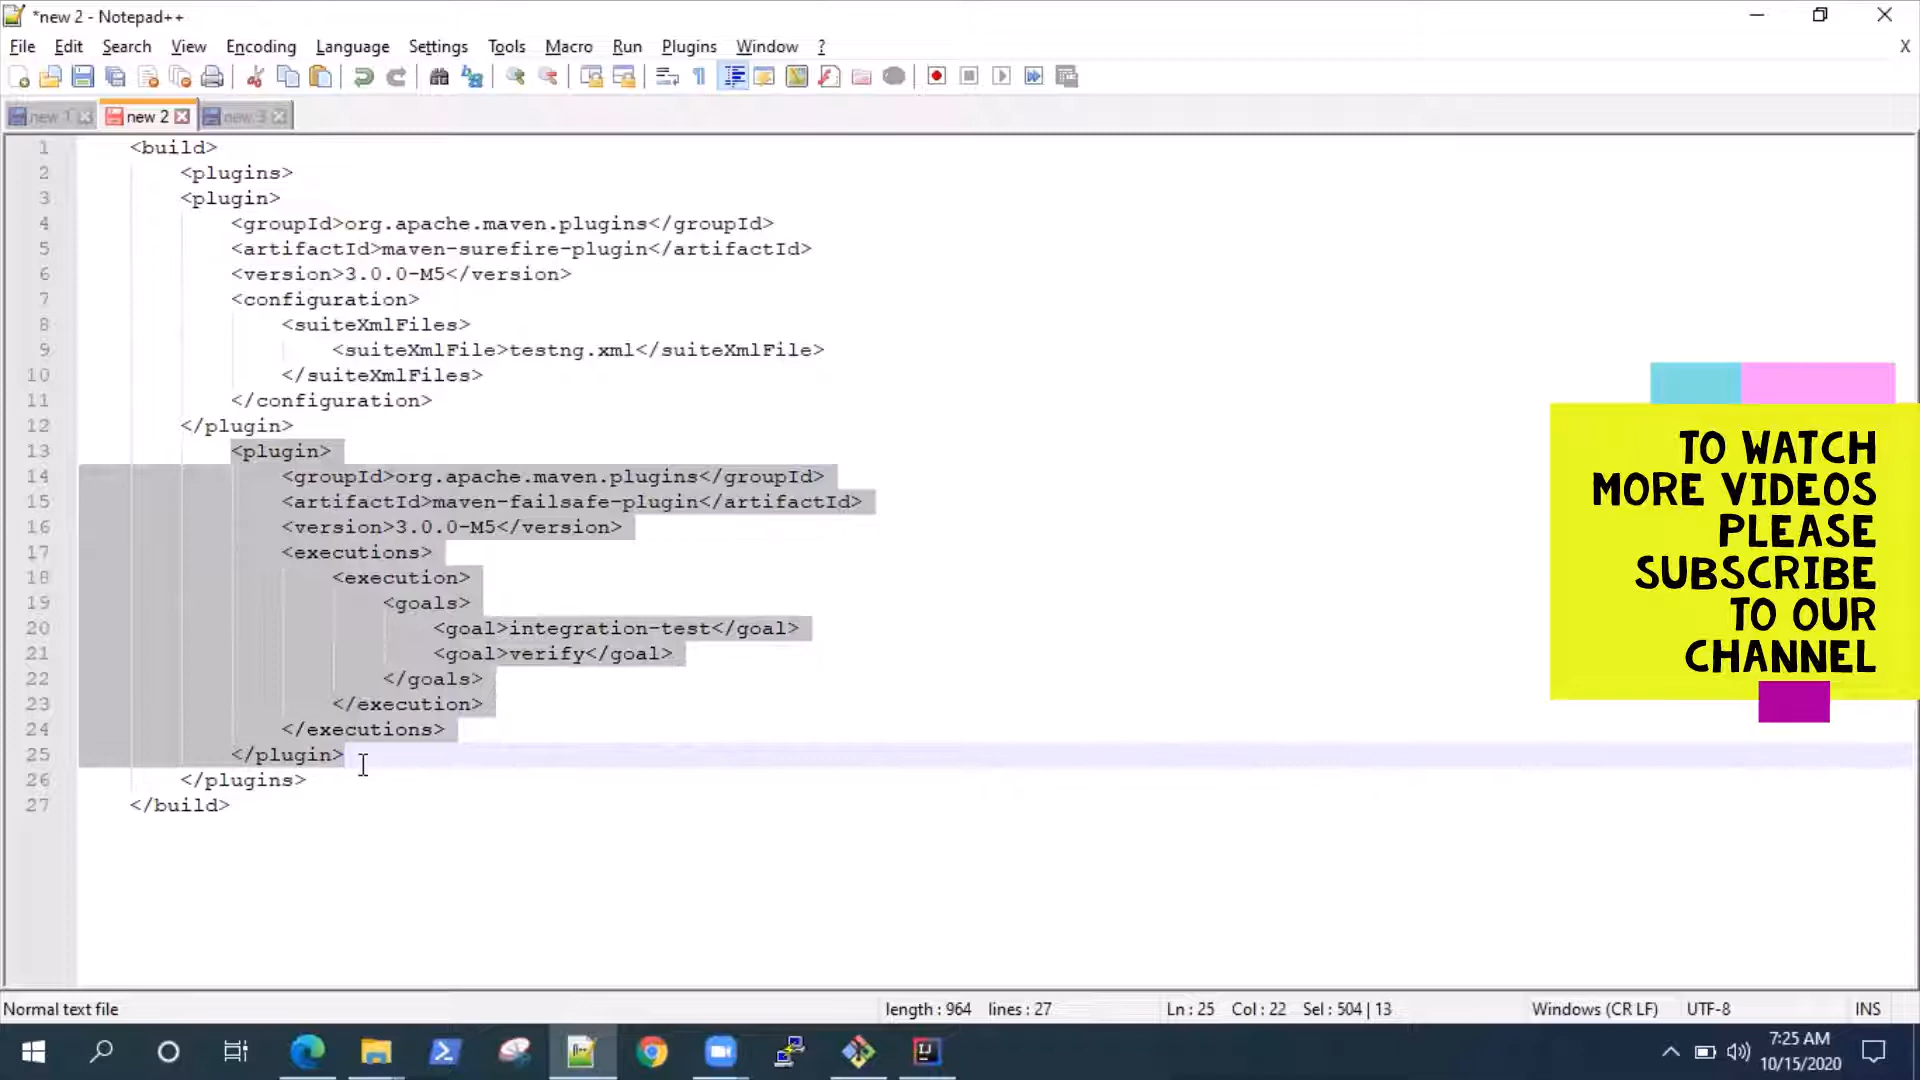 *new 2 - Notepad++
File Edit Search View Encoding Language Settings Tools Macro Run Plugins Window ? X
new 1 new 2 new 3
1 <build>
2 <plugins>
3 <plugin>
4 <groupId>org.apache.maven.plugins</groupId>
5 <artifactId>maven-surefire-plugin</artifactId>
6 <version>3.0.0-M5</version>
7 <configuration>
8 <suiteXmlFiles>
9 <suiteXmlFile>testng.xml</suiteXmlFile>
10 </suiteXmlFiles>
11 </configuration>
12 </plugin>
13 <plugin>
14 <groupId>org.apache.maven.plugins</groupId>
15 <artifactId>maven-failsafe-plugin</artifactId>
16 <version>3.0.0-M5</version>
17 <executions>
18 <execution>
19 <goals>
20 <goal>integration-test</goal>
21 <goal>verify</goal>
22 </goals>
23 </execution>
24 </executions>
25 </plugin>
26 </plugins>
27 </build>
TO WATCH
MORE VIDEOS
PLEASE
SUBSCRIBE
TO OUR
CHANNEL
Normal text file length : 964 lines : 27 Ln : 25 Col : 22 Sel : 504 | 13 Windows (CR LF) UTF-8 INS
7:25 AM
10/15/2020